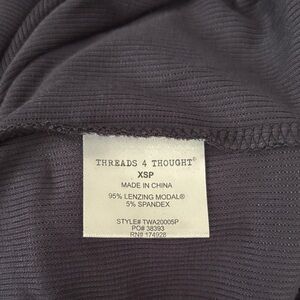 THREADS 4 THOUGHT®
XSP
MADE IN CHINA
95% LENZING MODAL®
5% SPANDEX
STYLE# TWA20005P
PO# 38393
RN# 174928